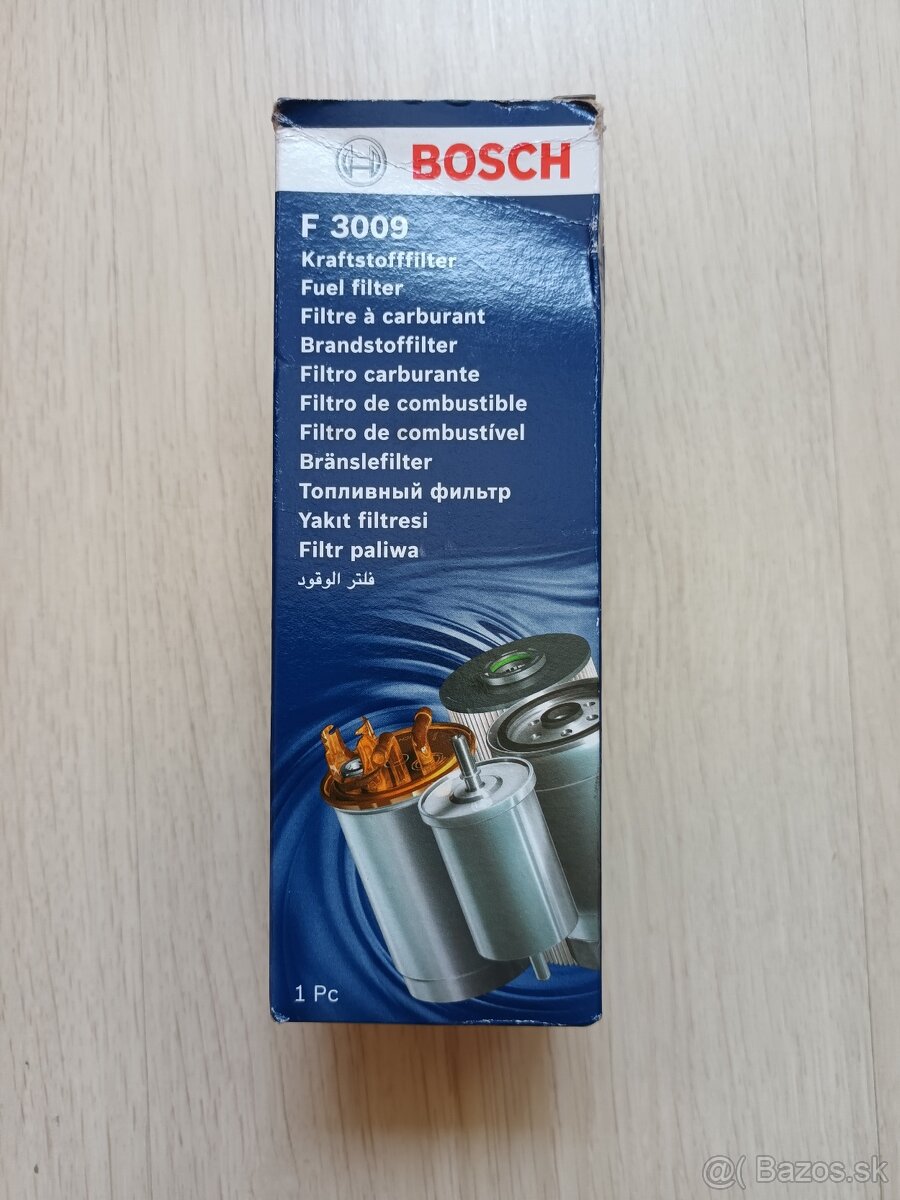 BOSCH
F 3009
Kraftstofffilter
Fuel filter
Filtre à carburant
Brandstoffilter
Filtro carburante
Filtro de combustible
Filtro de combustível
Bränslefilter
Топливный фильтр
Yakıt filtresi
Filtr paliwa
فلتر الوقود
1 Pc
@( Bazos.sk